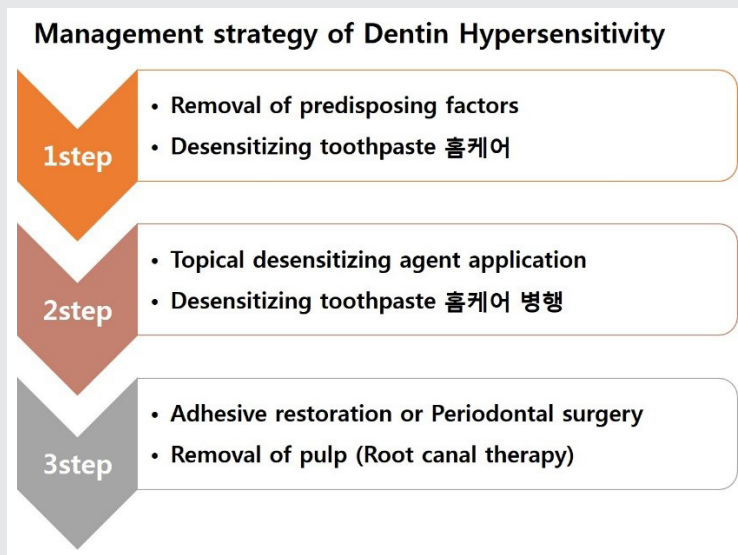 Management strategy of Dentin Hypersensitivity
1step
• Removal of predisposing factors
• Desensitizing toothpaste 홈케어
2step
• Topical desensitizing agent application
• Desensitizing toothpaste 홈케어 병행
3step
• Adhesive restoration or Periodontal surgery
• Removal of pulp (Root canal therapy)